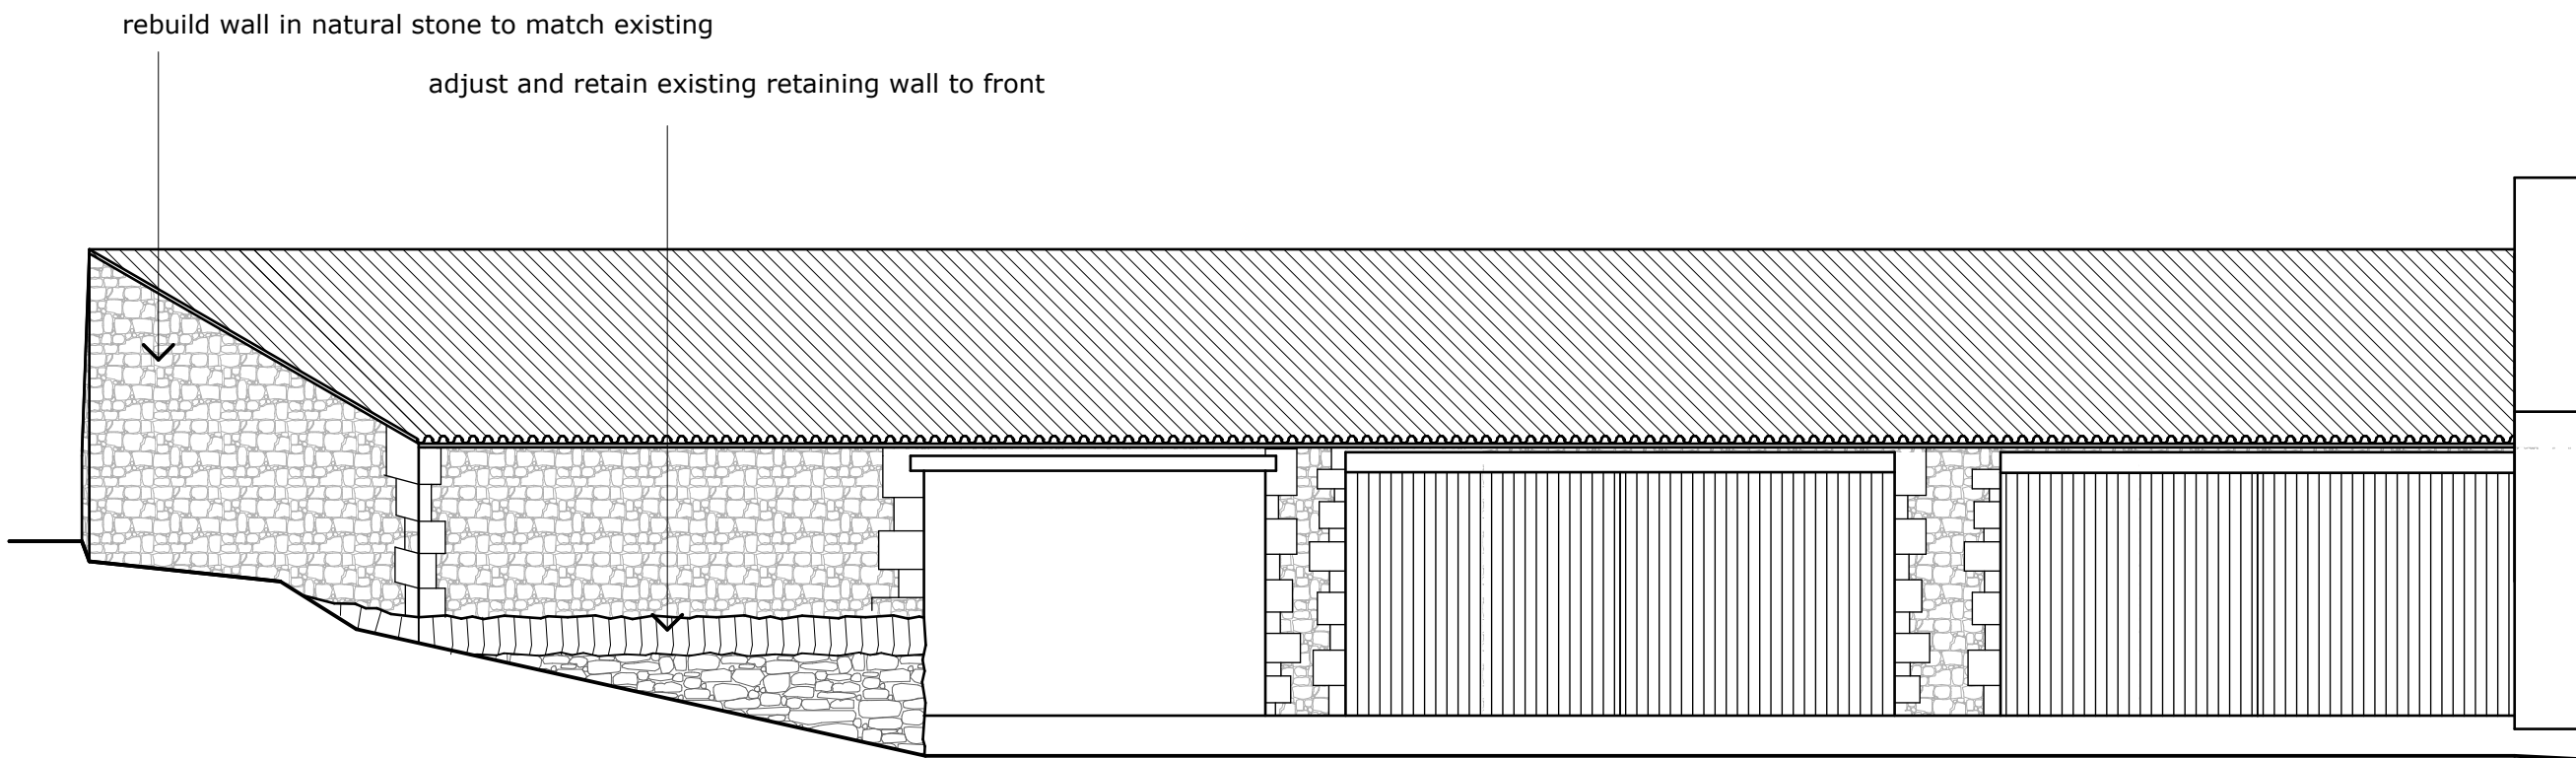 rebuild wall in natural stone to match existing
adjust and retain existing retaining wall to front